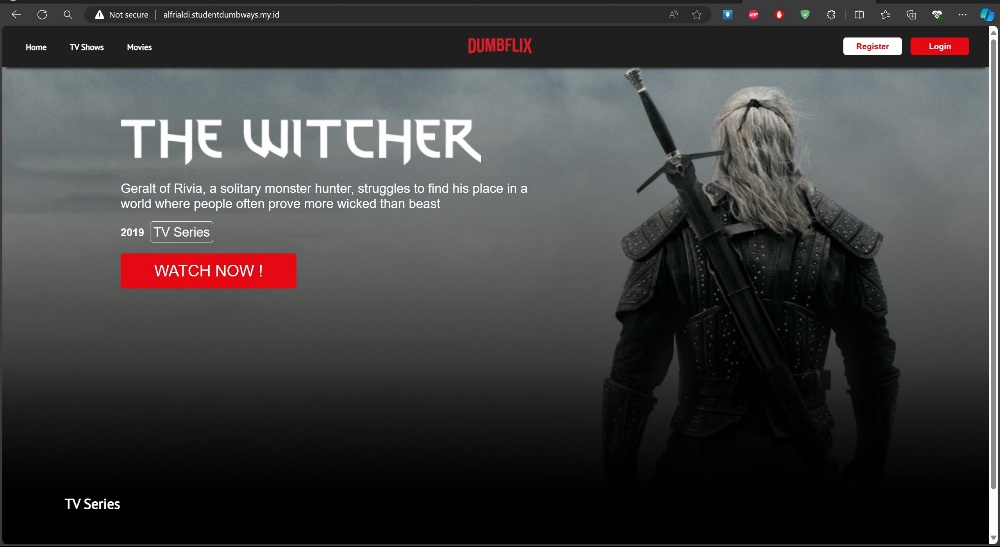 Not secure | alfrialdi.studentdumbways.my.id
Home TV Shows Movies DUMBFLIX Register Login
THE WITCHER
Geralt of Rivia, a solitary monster hunter, struggles to find his place in a
world where people often prove more wicked than beast
2019 TV Series
WATCH NOW !
TV Series